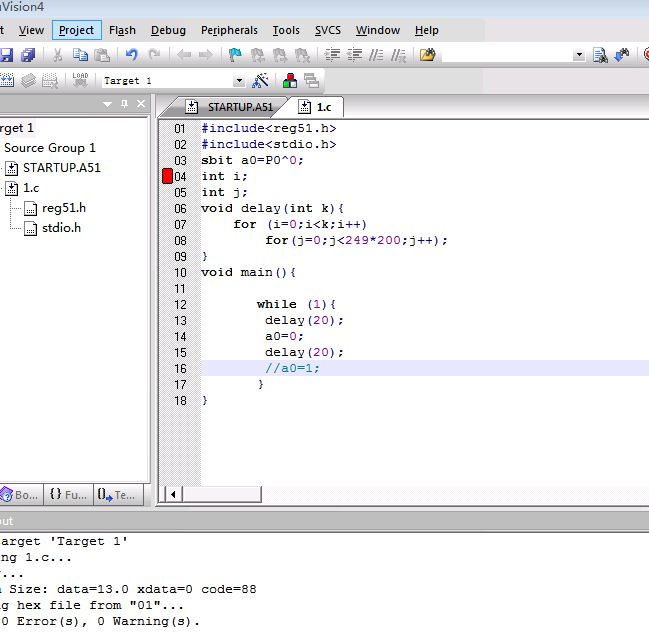 Vision4
t View Project Flash Debug Peripherals Tools SVCS Window Help
LOAD Target 1
STARTUP.A51 1.c
rget 1
Source Group 1
STARTUP.A51
1.c
reg51.h
stdio.h
01 #include<reg51.h>
02 #include<stdio.h>
03 sbit a0=P0^0;
04 int i;
05 int j;
06 void delay(int k){
07 for (i=0;i<k;i++)
08 for(j=0;j<249*200;j++);
09 }
10 void main(){
11
12 while (1){
13 delay(20);
14 a0=0;
15 delay(20);
16 //a0=1;
17 }
18 }
Bo... {} Fu... 0 Te...
out
arget 'Target 1'
ng 1.c...
...
Size: data=13.0 xdata=0 code=88
g hex file from "01"...
0 Error(s), 0 Warning(s).